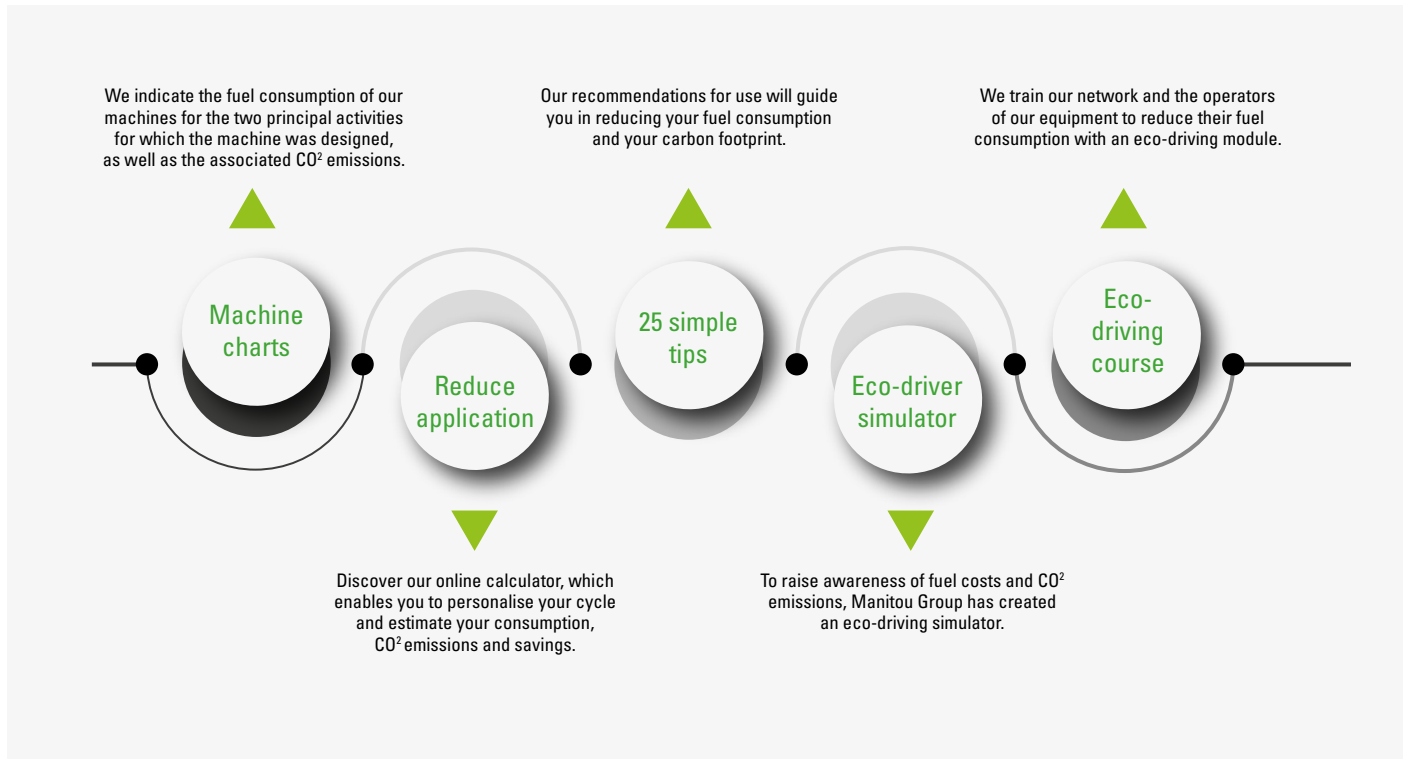 We indicate the fuel consumption of our
machines for the two principal activities
for which the machine was designed,
as well as the associated CO² emissions.
Machine
charts
Reduce
application
Discover our online calculator, which
enables you to personalise your cycle
and estimate your consumption,
CO² emissions and savings.
Our recommendations for use will guide
you in reducing your fuel consumption
and your carbon footprint.
25 simple
tips
Eco-driver
simulator
To raise awareness of fuel costs and CO²
emissions, Manitou Group has created
an eco-driving simulator.
We train our network and the operators
of our equipment to reduce their fuel
consumption with an eco-driving module.
Eco-
driving
course